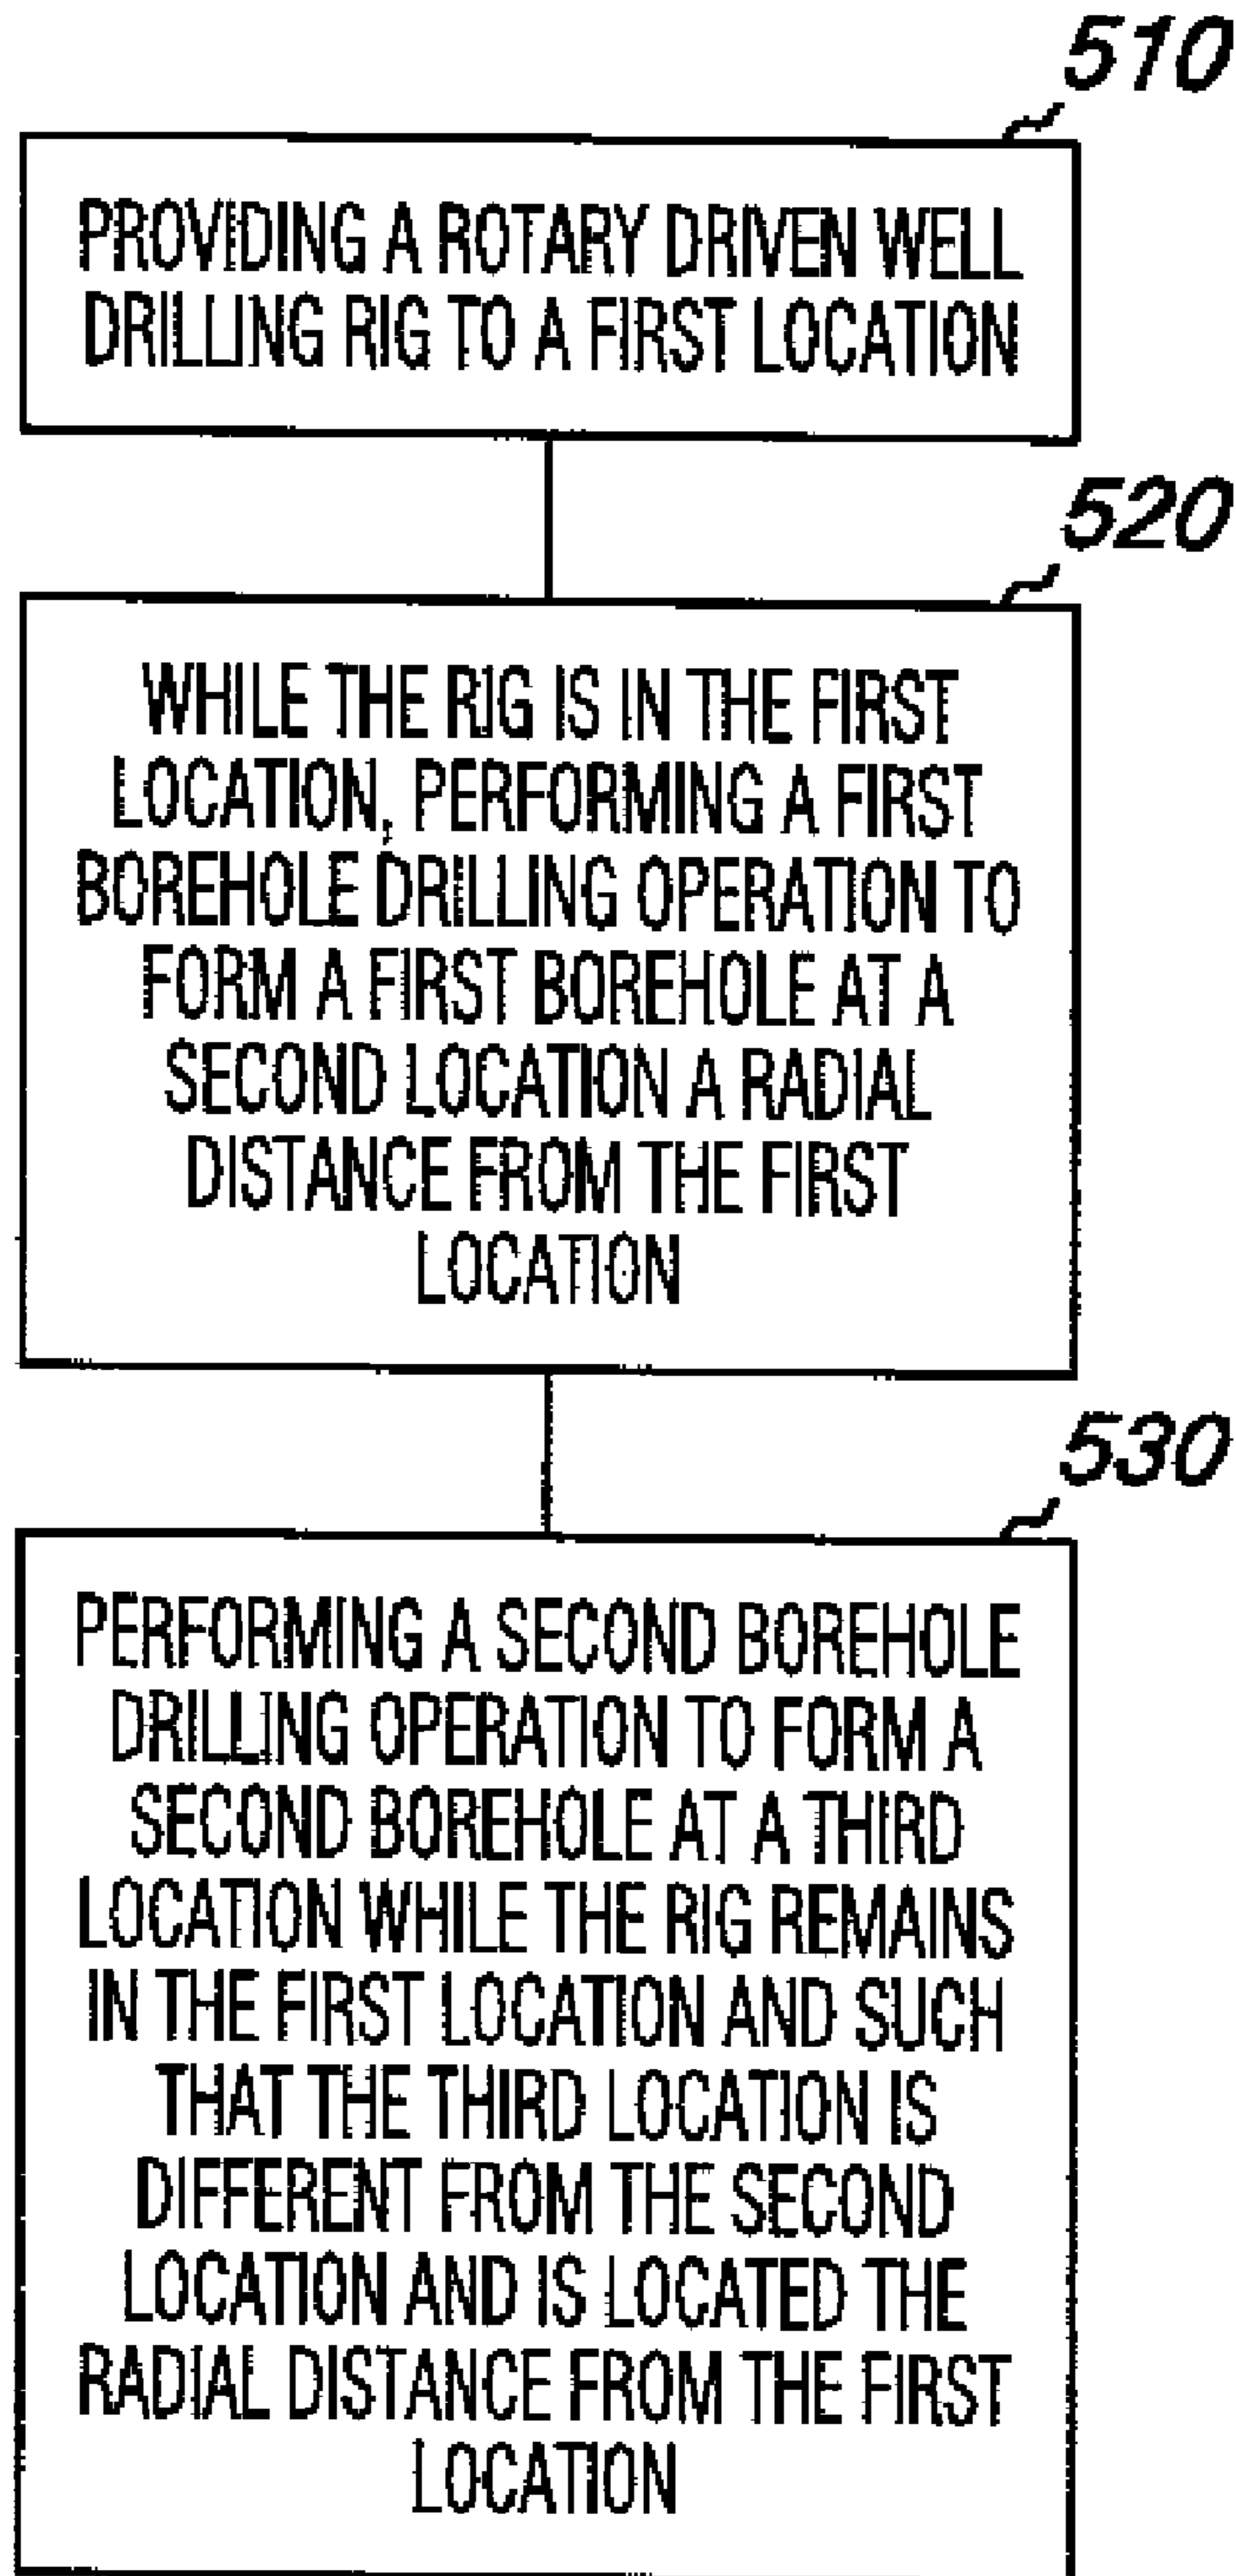 510
PROVIDING A ROTARY DRIVEN WELL
DRILLING RIG TO A FIRST LOCATION
520
WHILE THE RIG IS IN THE FIRST
LOCATION, PERFORMING A FIRST
BOREHOLE DRILLING OPERATION TO
FORM A FIRST BOREHOLE AT A
SECOND LOCATION A RADIAL
DISTANCE FROM THE FIRST
LOCATION
530
PERFORMING A SECOND BOREHOLE
DRILLING OPERATION TO FORM A
SECOND BOREHOLE AT A THIRD
LOCATION WHILE THE RIG REMAINS
IN THE FIRST LOCATION AND SUCH
THAT THE THIRD LOCATION IS
DIFFERENT FROM THE SECOND
LOCATION AND IS LOCATED THE
RADIAL DISTANCE FROM THE FIRST
LOCATION